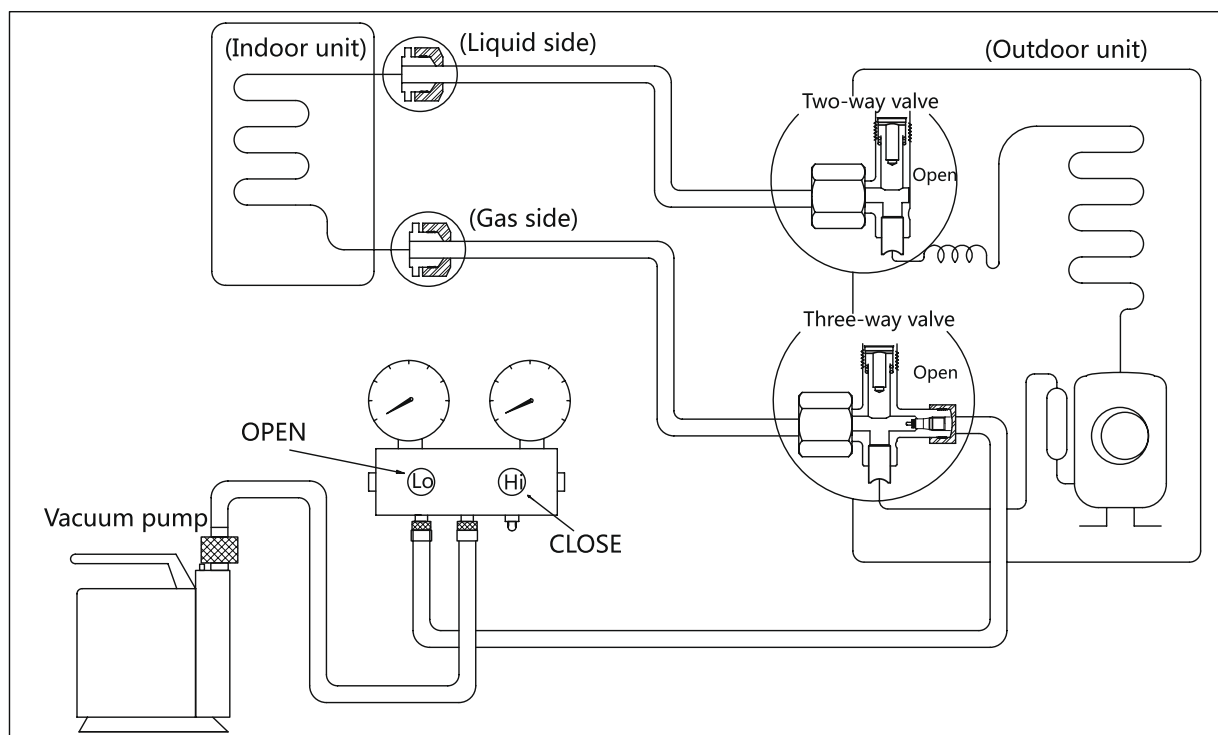 (Indoor unit)
(Liquid side)
(Outdoor unit)
Two-way valve
Open
(Gas side)
Three-way valve
Open
OPEN
Lo
Hi
Vacuum pump
CLOSE